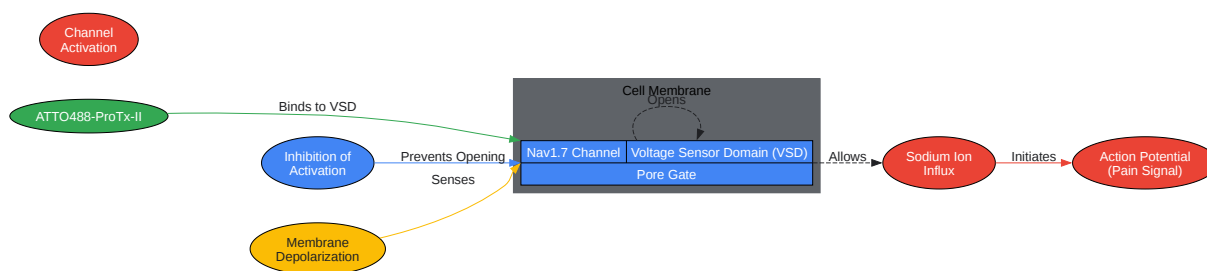 Channel
Activation
ATTO488-ProTx-II
Binds to VSD
Inhibition of
Activation
Prevents Opening
Senses
Membrane
Depolarization
Cell Membrane
Opens
Nav1.7 Channel
Voltage Sensor Domain (VSD)
Pore Gate
Allows
Sodium Ion
Influx
Initiates
Action Potential
(Pain Signal)